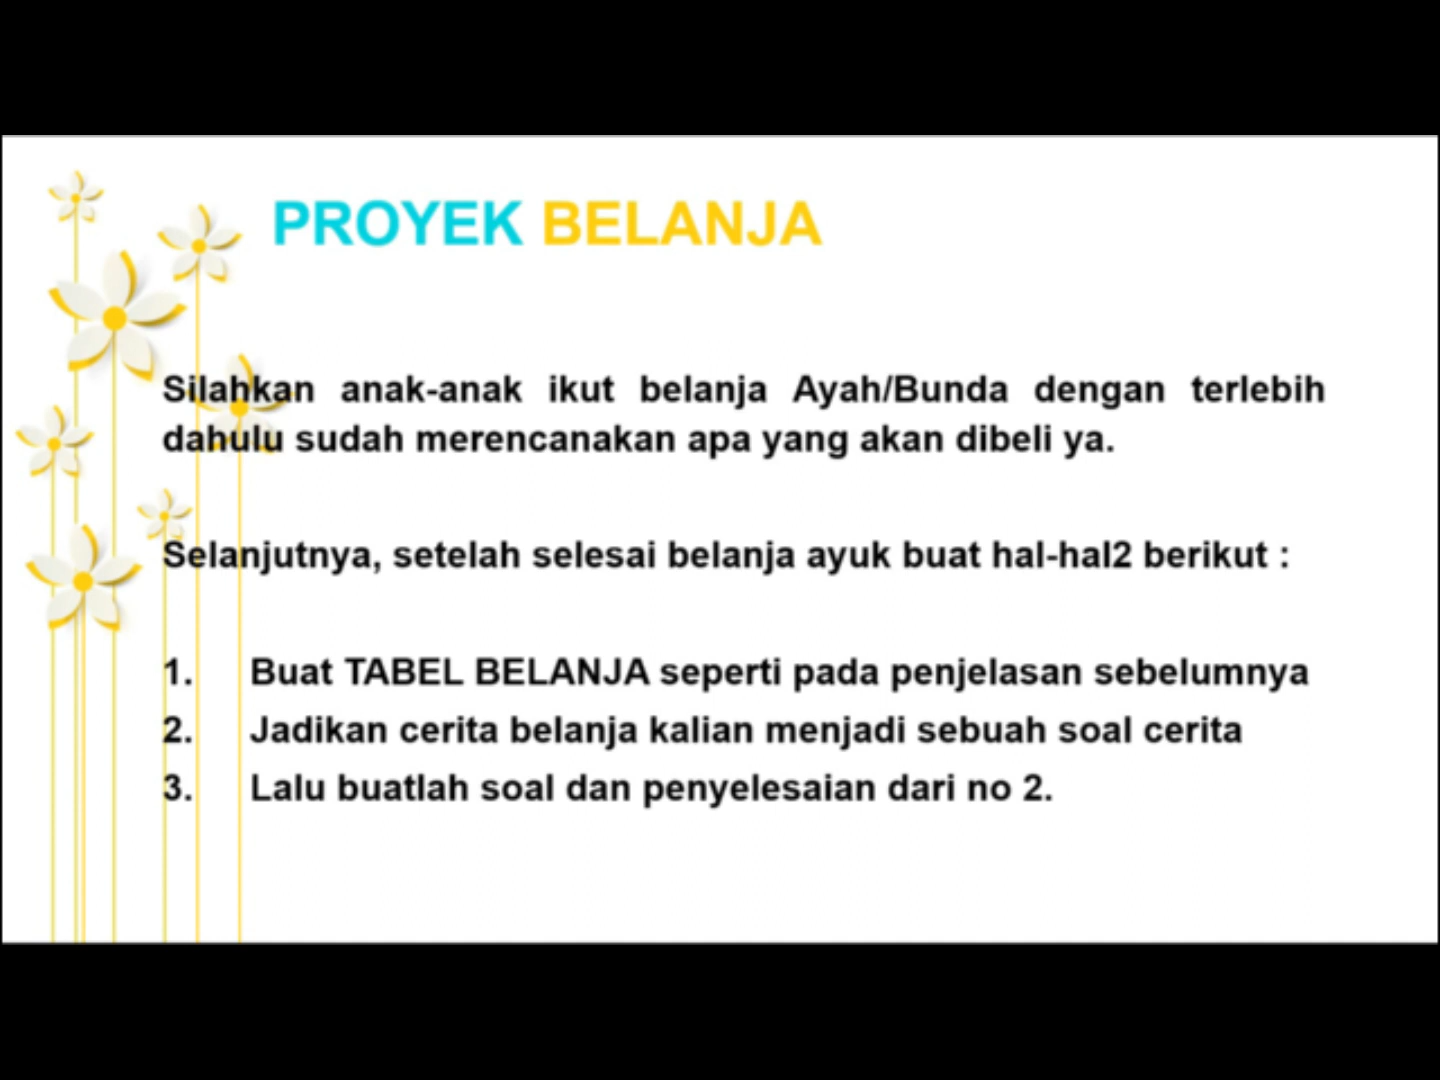 PROYEK BELANJA
Silahkan anak-anak ikut belanja Ayah/Bunda dengan terlebih
dahulu sudah merencanakan apa yang akan dibeli ya.
Selanjutnya, setelah selesai belanja ayuk buat hal-hal2 berikut :
1. Buat TABEL BELANJA seperti pada penjelasan sebelumnya
2. Jadikan cerita belanja kalian menjadi sebuah soal cerita
3. Lalu buatlah soal dan penyelesaian dari no 2.